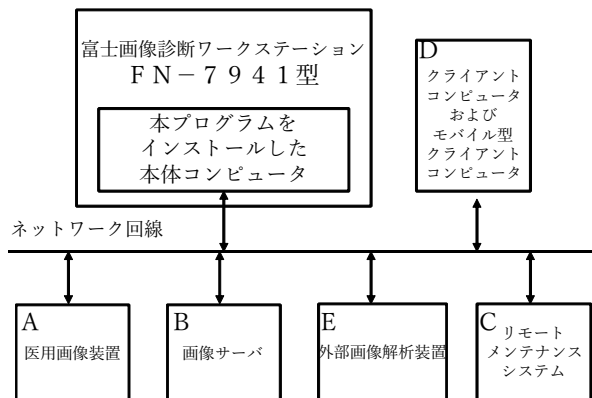 富士画像診断ワークステーション
ＦＮ－７９４１型
本プログラムを
インストールした
本体コンピュータ
D
クライアント
コンピュータ
および
モバイル型
クライアント
コンピュータ
ネットワーク回線
A
医用画像装置
B
画像サーバ
E
外部画像解析装置
C
リモート
メンテナンス
システム